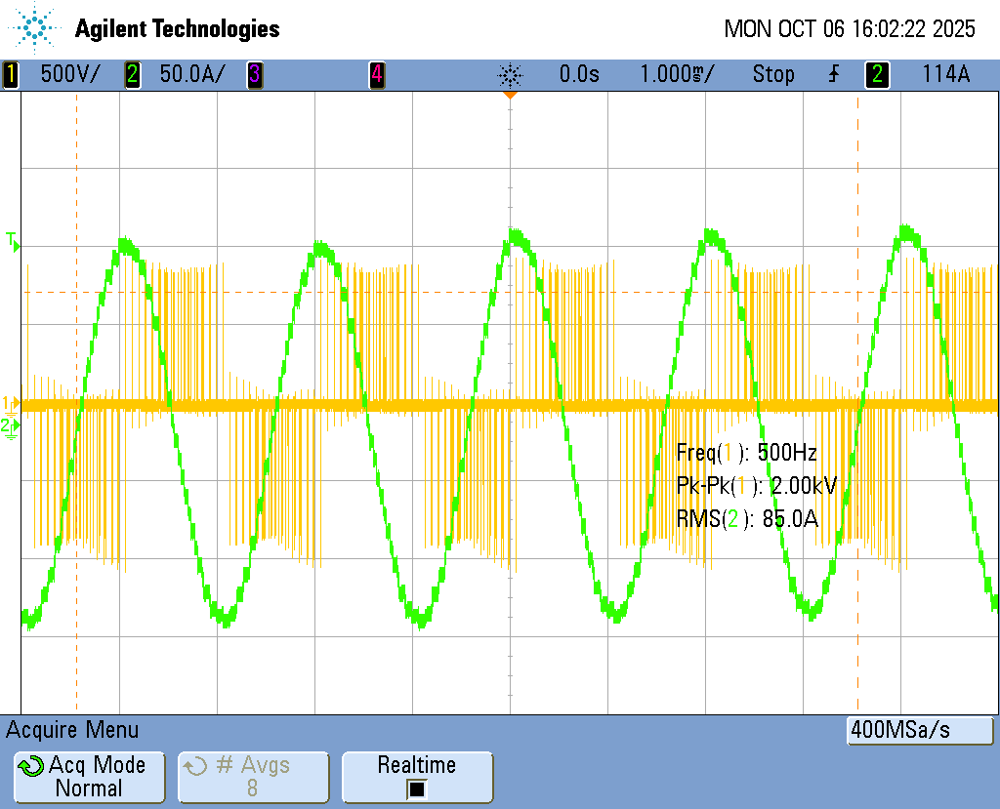 Agilent Technologies
MON OCT 06 16:02:22 2025
1 500V/ 2 50.0A/ 3 4 0.0s 1.000ms/ Stop 2 114A
T
1
2
Freq(1): 500Hz
Pk-Pk(1): 2.00kV
RMS(2): 85.0A
Acquire Menu
400MSa/s
Acq Mode
Normal
# Avgs
8
Realtime